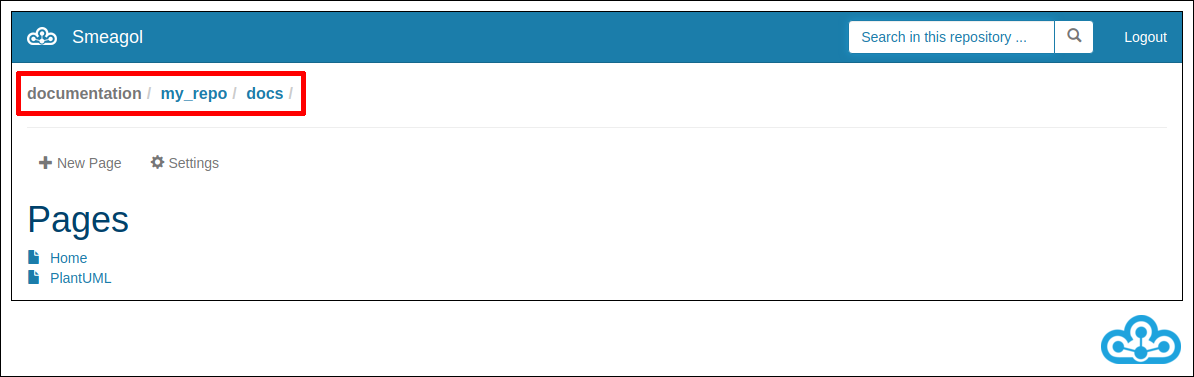 Smeagol
Search in this repository ...
Logout
documentation / my_repo / docs /
New Page
Settings
Pages
Home
PlantUML